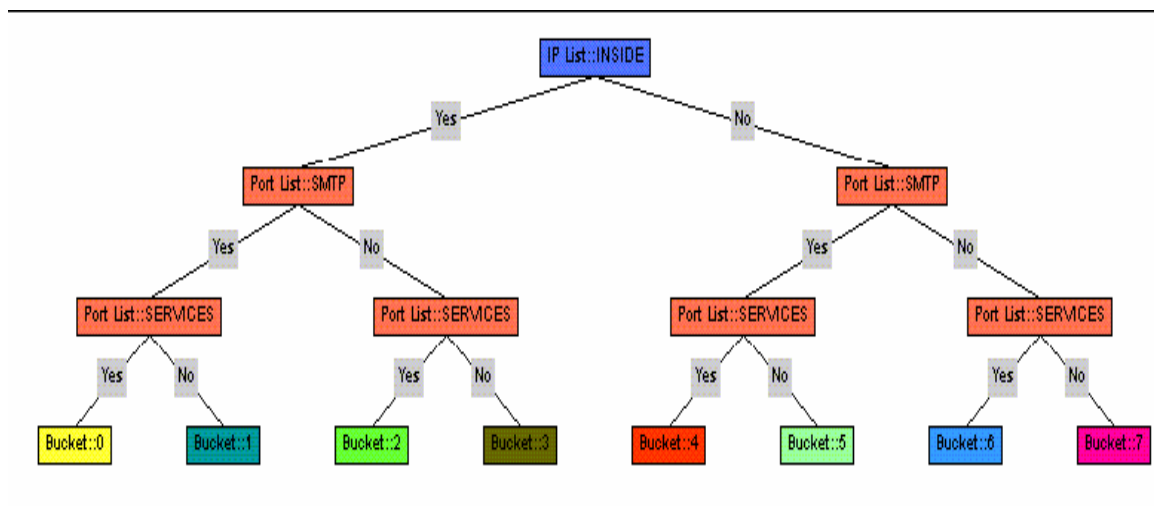 IP List::INSIDE
Yes No
Port List::SMTP Port List::SMTP
Yes No Yes No
Port List::SERVICES Port List::SERVICES Port List::SERVICES Port List::SERVICES
Yes No Yes No Yes No Yes No
Bucket::0 Bucket::1 Bucket::2 Bucket::3 Bucket::4 Bucket::5 Bucket::6 Bucket::7